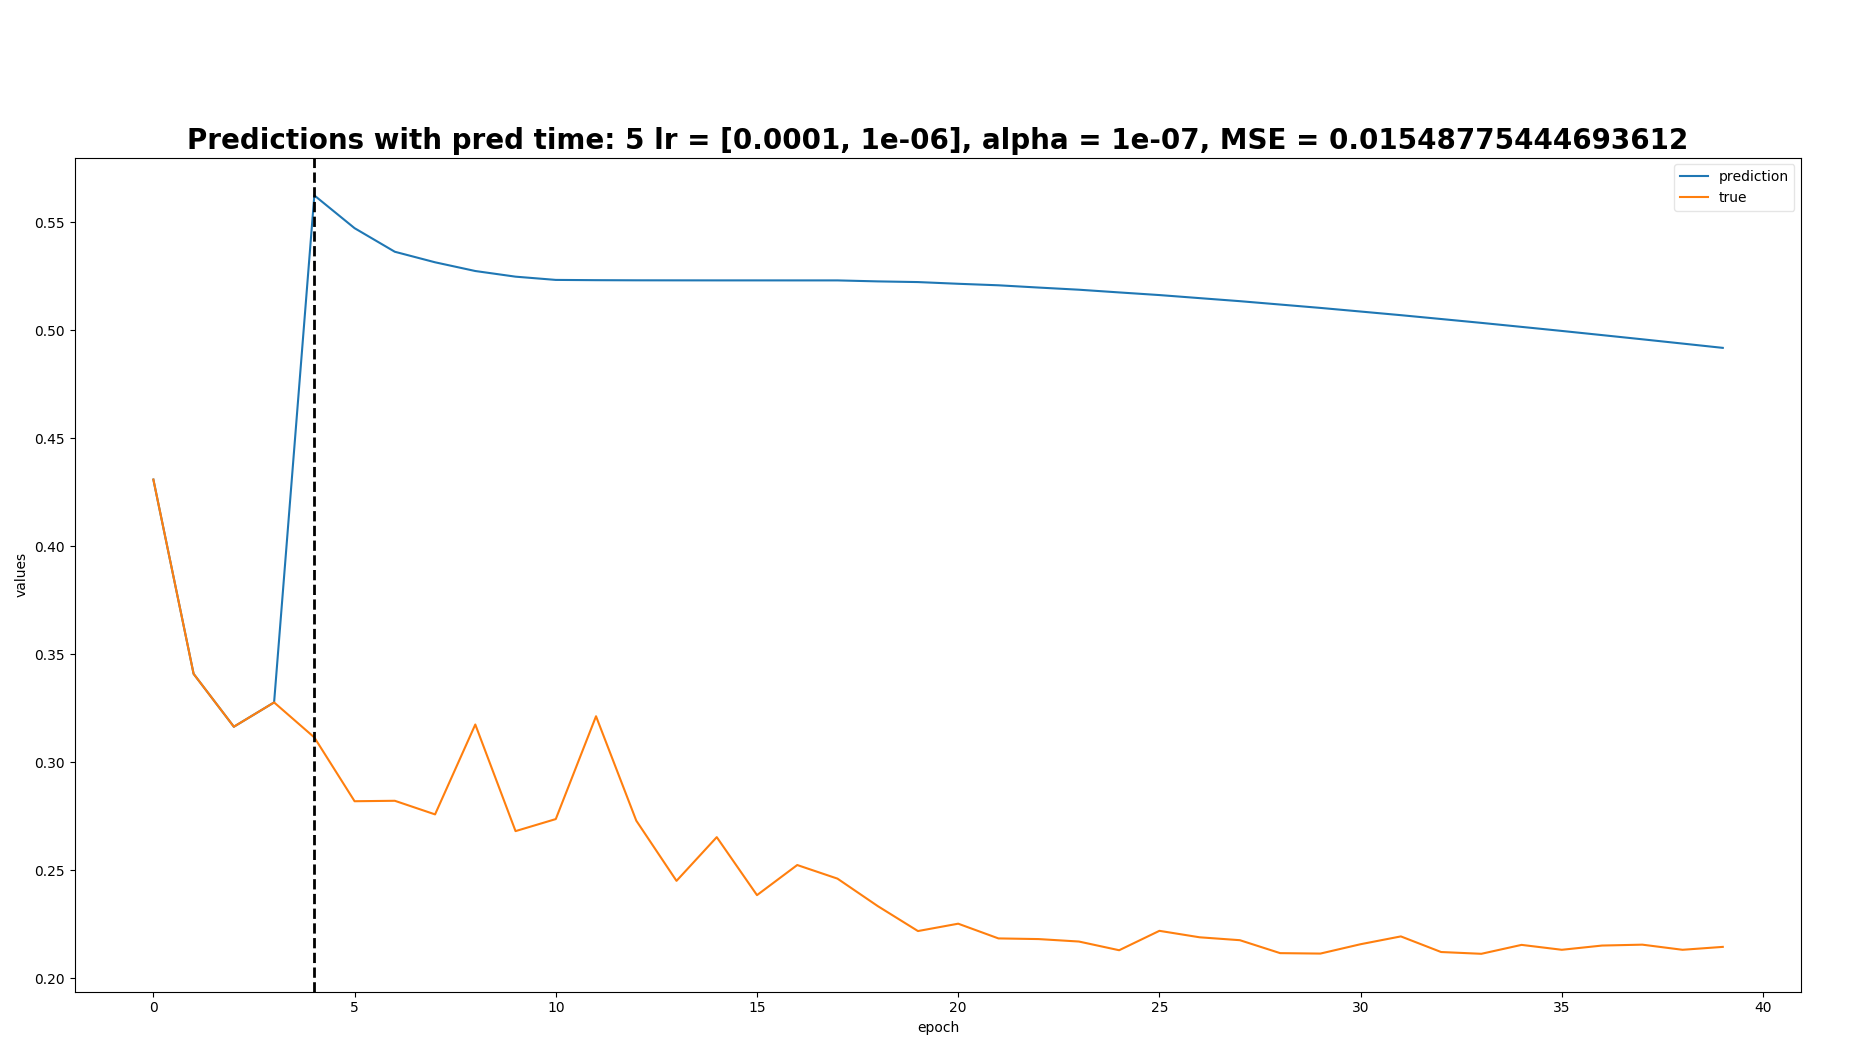 Predictions with pred time: 5 lr = [0.0001, 1e-06], alpha = 1e-07, MSE = 0.01548775444693612
prediction
true
0.55
0.50
0.45
0.40
0.35
0.30
0.25
0.20
values
0 5 10 15 20 25 30 35 40
epoch